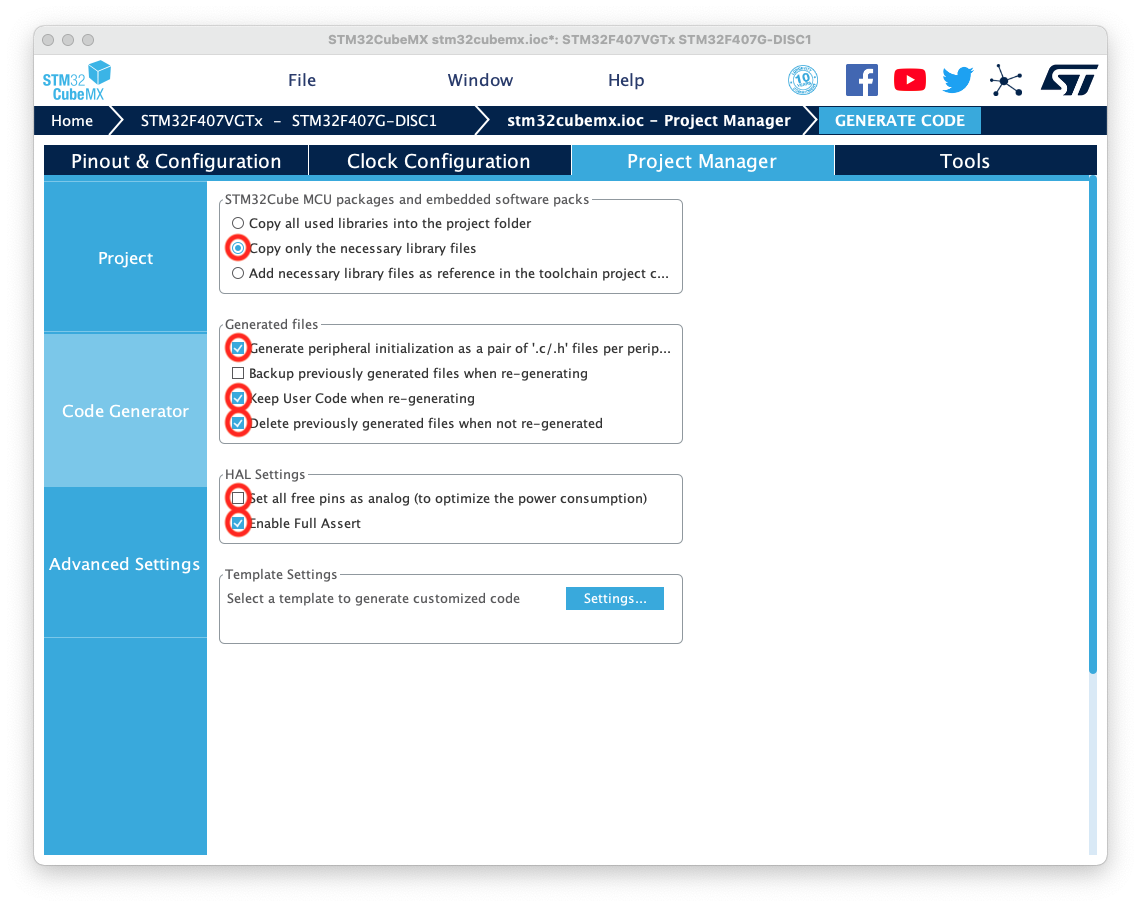 STM32CubeMX stm32cubemx.ioc*: STM32F407VGTx STM32F407G-DISC1
STM32
CubeMX
File
Window
Help
10
ST
Home
STM32F407VGTx – STM32F407G-DISC1
stm32cubemx.ioc – Project Manager
GENERATE CODE
Pinout & Configuration
Clock Configuration
Project Manager
Tools
Project
Code Generator
Advanced Settings
STM32Cube MCU packages and embedded software packs
Copy all used libraries into the project folder
Copy only the necessary library files
Add necessary library files as reference in the toolchain project c...
Generated files
Generate peripheral initialization as a pair of '.c/.h' files per perip...
Backup previously generated files when re-generating
Keep User Code when re-generating
Delete previously generated files when not re-generated
HAL Settings
Set all free pins as analog (to optimize the power consumption)
Enable Full Assert
Template Settings
Select a template to generate customized code
Settings...